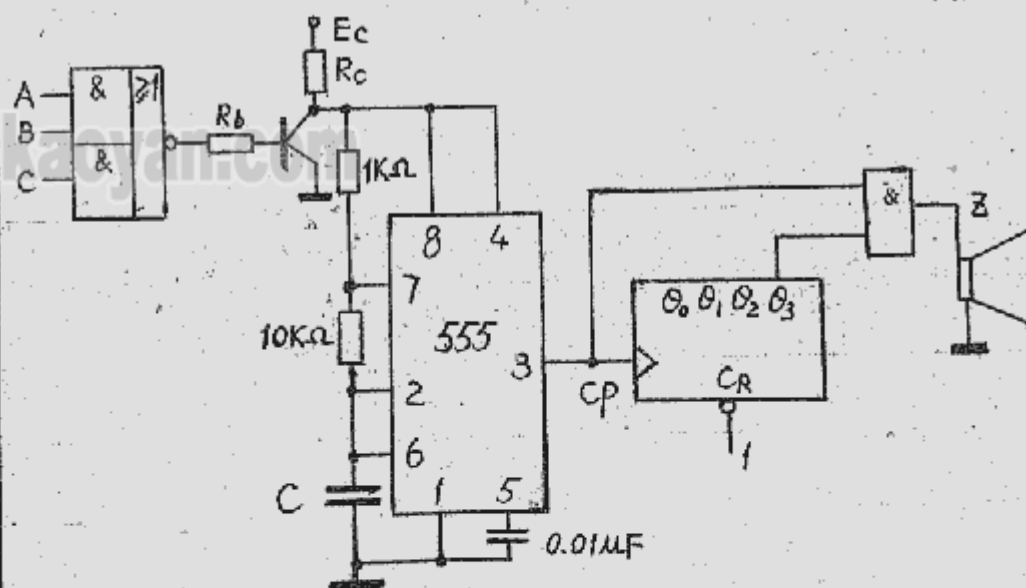 Ec
Rc
A
&
≥1
B
&
C
Rb
1KΩ
kaoyan.com
8 4
7
10KΩ
555
3
2
6
C
1 5
0.01μF
CP
Q₀ Q₁ Q₂ Q₃
CR
1
&
Z